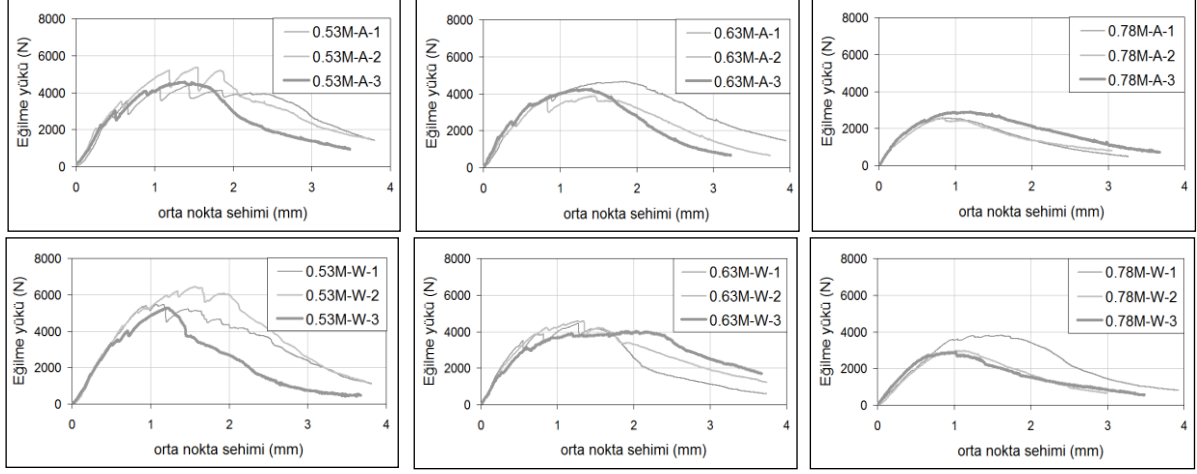 8000
6000
4000
2000
0
Eğilme yükü (N)
0.53M-A-1
0.53M-A-2
0.53M-A-3
0 1 2 3 4
orta nokta sehimi (mm)
8000
6000
4000
2000
0
Eğilme yükü (N)
0.63M-A-1
0.63M-A-2
0.63M-A-3
0 1 2 3 4
orta nokta sehimi (mm)
8000
6000
4000
2000
0
Eğilme yükü (N)
0.78M-A-1
0.78M-A-2
0.78M-A-3
0 1 2 3 4
orta nokta sehimi (mm)
8000
6000
4000
2000
0
Eğilme yükü (N)
0.53M-W-1
0.53M-W-2
0.53M-W-3
0 1 2 3 4
orta nokta sehimi (mm)
8000
6000
4000
2000
0
Eğilme yükü (N)
0.63M-W-1
0.63M-W-2
0.63M-W-3
0 1 2 3 4
orta nokta sehimi (mm)
8000
6000
4000
2000
0
Eğilme yükü (N)
0.78M-W-1
0.78M-W-2
0.78M-W-3
0 1 2 3 4
orta nokta sehimi (mm)